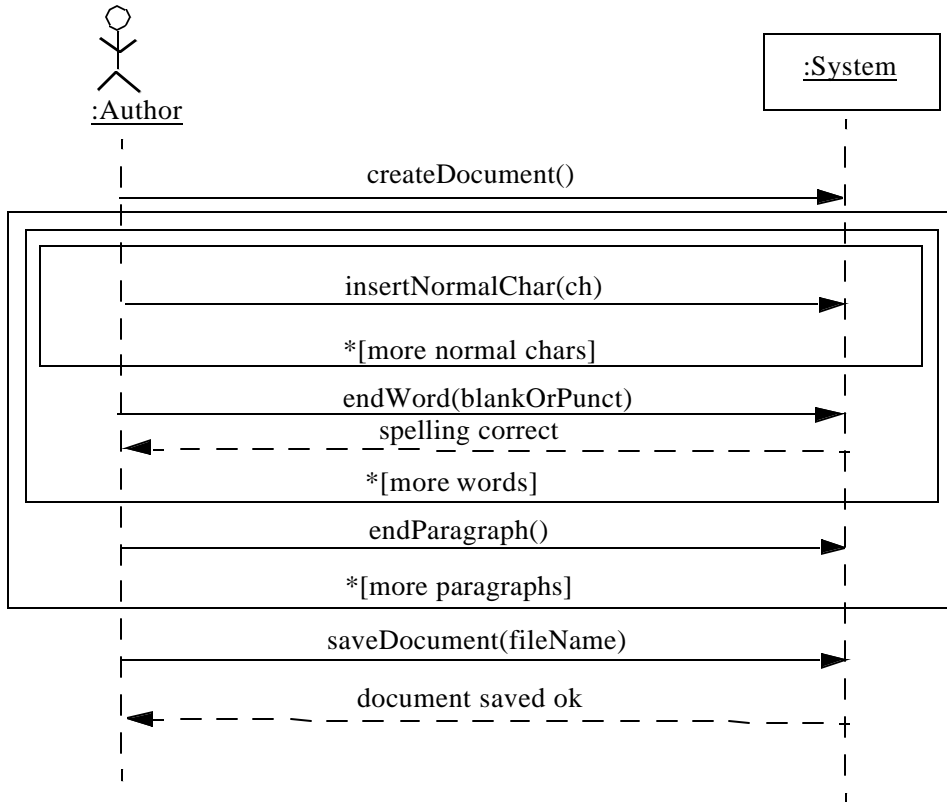 :Author
:System
createDocument()
insertNormalChar(ch)
*[more normal chars]
endWord(blankOrPunct)
spelling correct
*[more words]
endParagraph()
*[more paragraphs]
saveDocument(fileName)
document saved ok